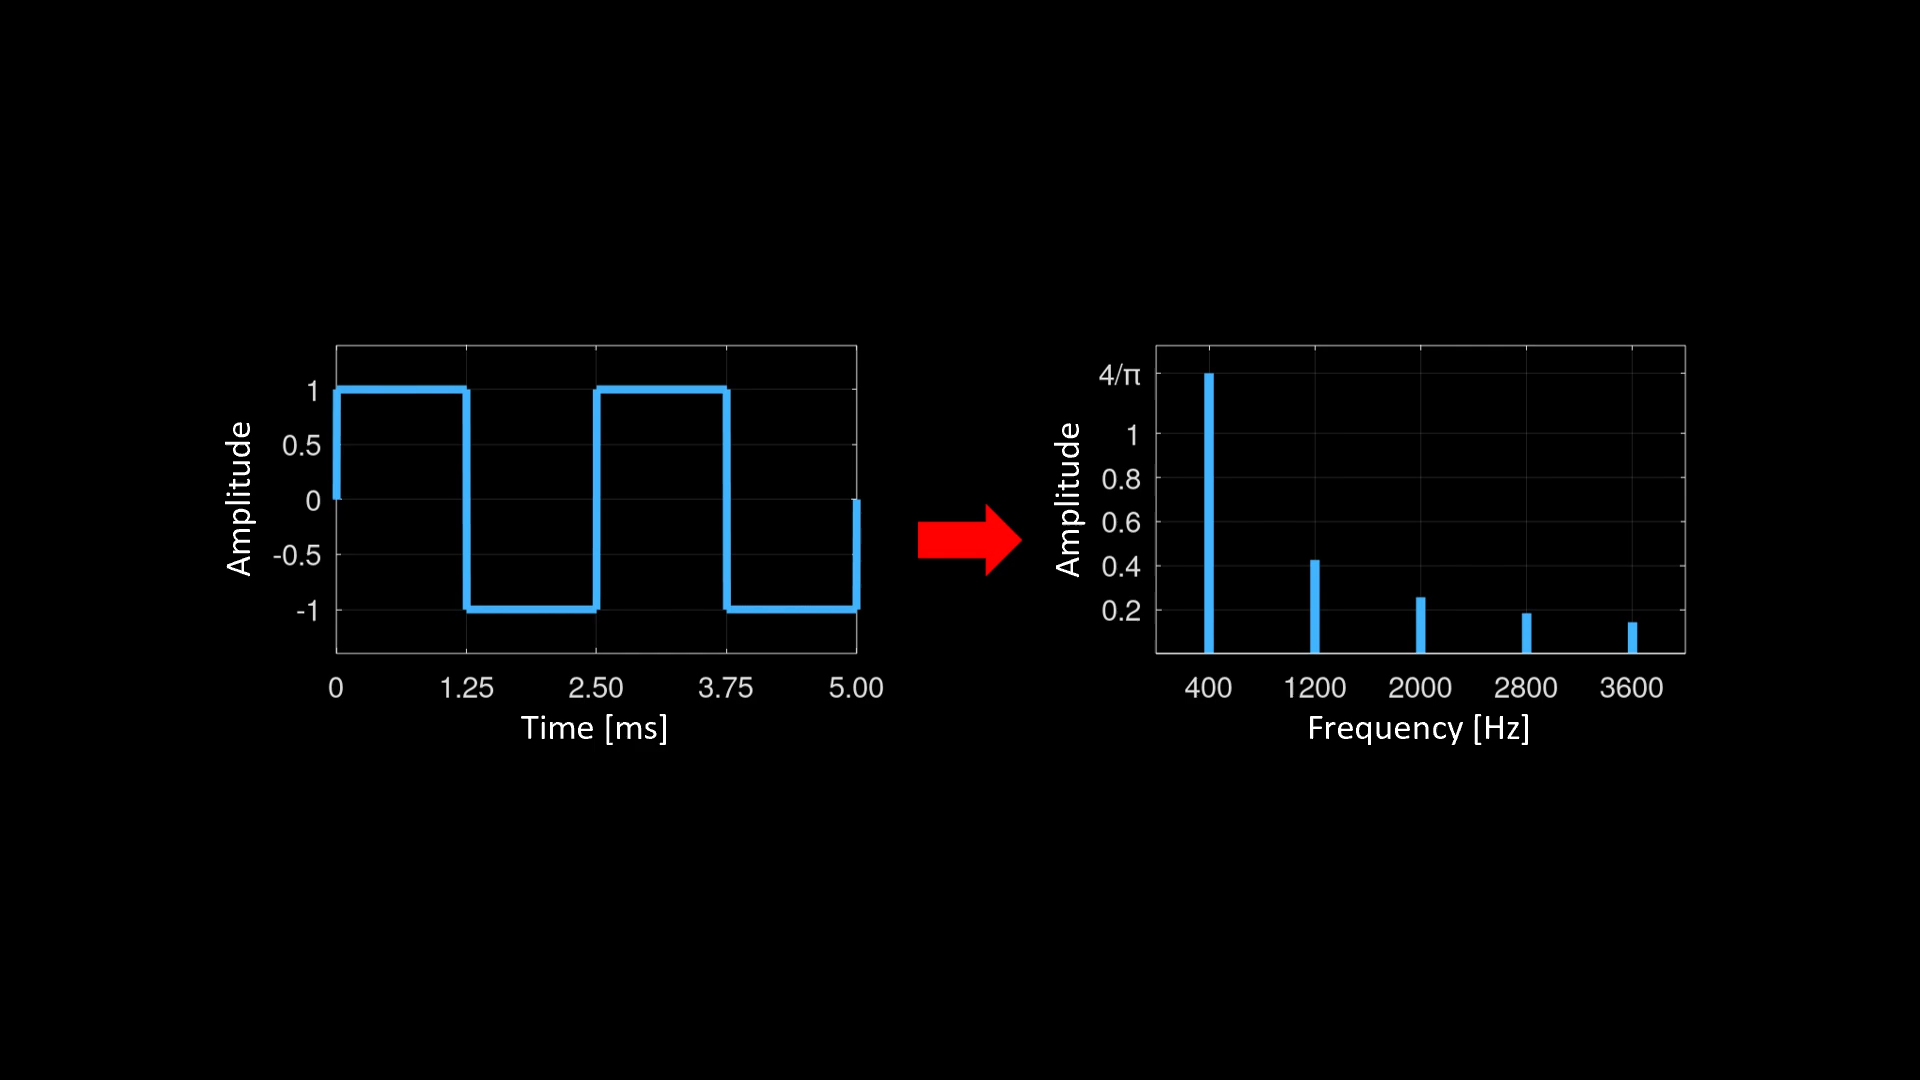 Amplitude
1
0.5
0
-0.5
-1
0 1.25 2.50 3.75 5.00
Time [ms]
Amplitude
4/π
1
0.8
0.6
0.4
0.2
400 1200 2000 2800 3600
Frequency [Hz]